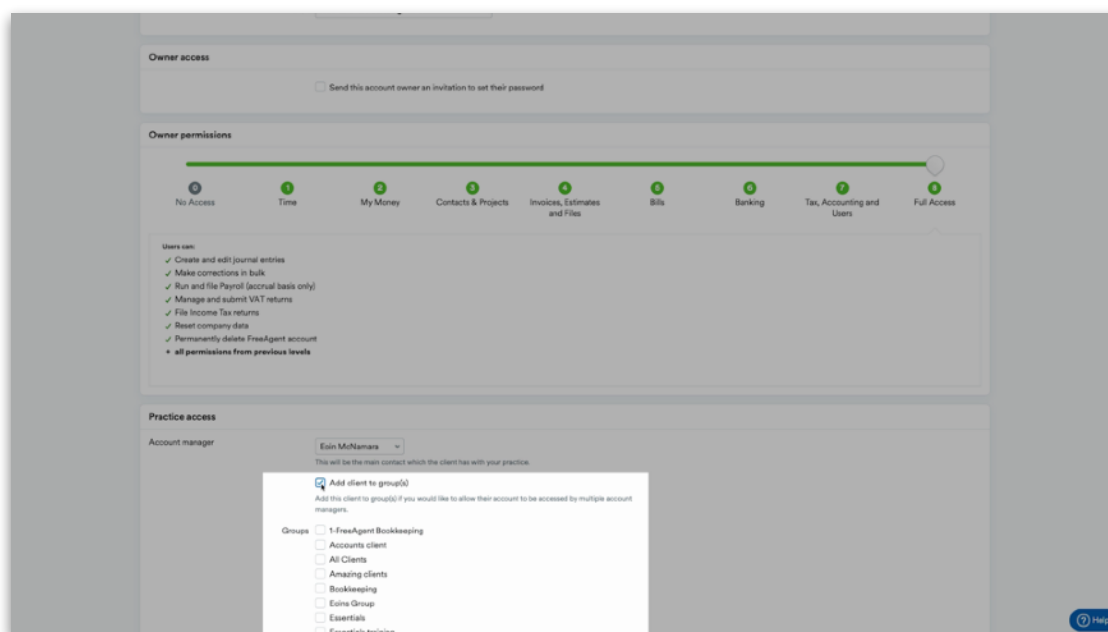 Owner access
Send this account owner an invitation to set their password
Owner permissions
0 1 2 3 4 5 6 7 8
No Access Time My Money Contacts & Projects Invoices, Estimates and Files Bills Banking Tax, Accounting and Users Full Access
Users can:
Create and edit journal entries
Make corrections in bulk
Run and file Payroll (accrual basis only)
Manage and submit VAT returns
File Income Tax returns
Reset company data
Permanently delete FreeAgent account
all permissions from previous levels
Practice access
Account manager Eoin McNamara
This will be the main contact which the client has with your practice.
Add client to group(s)
Add this client to group(s) if you would like to allow their account to be accessed by multiple account
managers.
Groups 1-FreeAgent Bookkeeping
Accounts client
All Clients
Amazing clients
Bookkeeping
Eoins Group
Essentials
Essentials training
Help